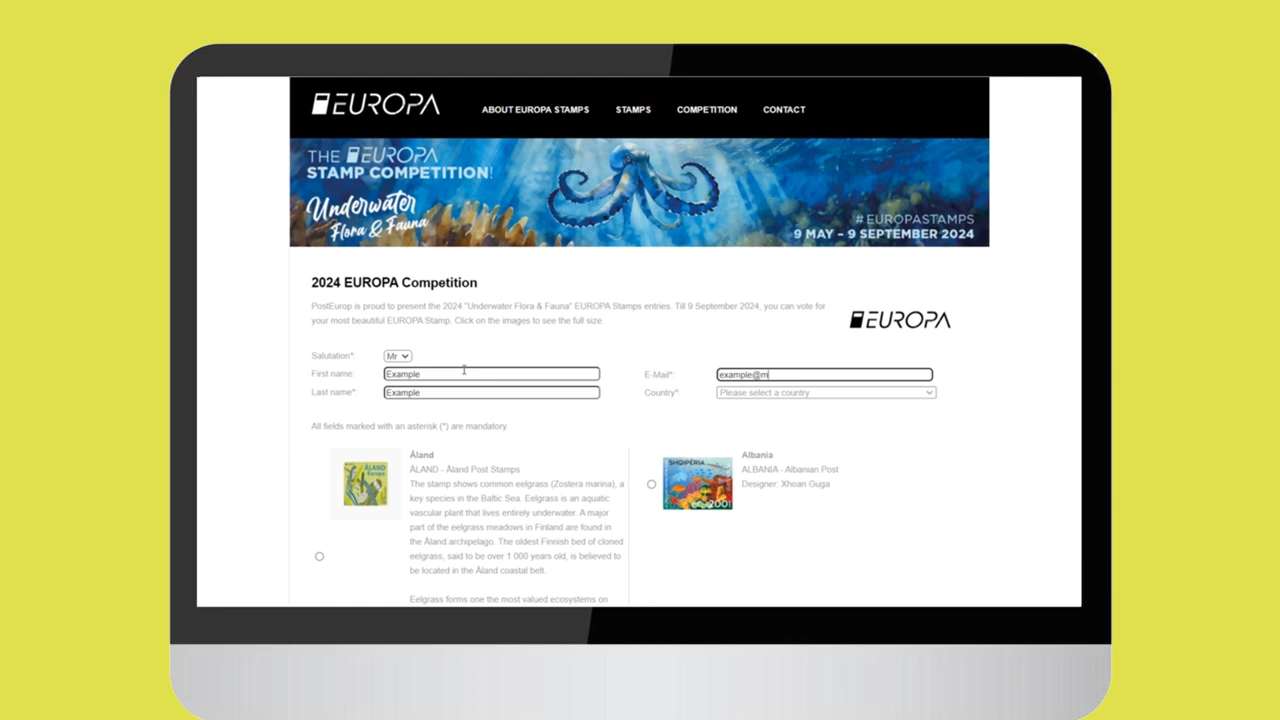 EUROPA
ABOUT EUROPA STAMPS STAMPS COMPETITION CONTACT
THE EUROPA
STAMP COMPETITION!
Underwater
Flora & Fauna
#EUROPASTAMPS
9 MAY – 9 SEPTEMBER 2024
2024 EUROPA Competition
PostEurop is proud to present the 2024 "Underwater Flora & Fauna" EUROPA Stamps entries. Till 9 September 2024, you can vote for
your most beautiful EUROPA Stamp. Click on the images to see the full size.
EUROPA
Salutation*: Mr
First name: Example
Last name*: Example
E-Mail*: example@m
Country*: Please select a country
All fields marked with an asterisk (*) are mandatory.
ÅLAND
Europa
Åland
ÅLAND - Åland Post Stamps
The stamp shows common eelgrass (Zostera marina), a
key species in the Baltic Sea. Eelgrass is an aquatic
vascular plant that lives entirely underwater. A major
part of the eelgrass meadows in Finland are found in
the Åland archipelago. The oldest Finnish bed of cloned
eelgrass, said to be over 1 000 years old, is believed to
be located in the Åland coastal belt.
Eelgrass forms one the most valued ecosystems on
SHQIPËRIA
200
Albania
ALBANIA - Albanian Post
Designer: Xhoan Guga